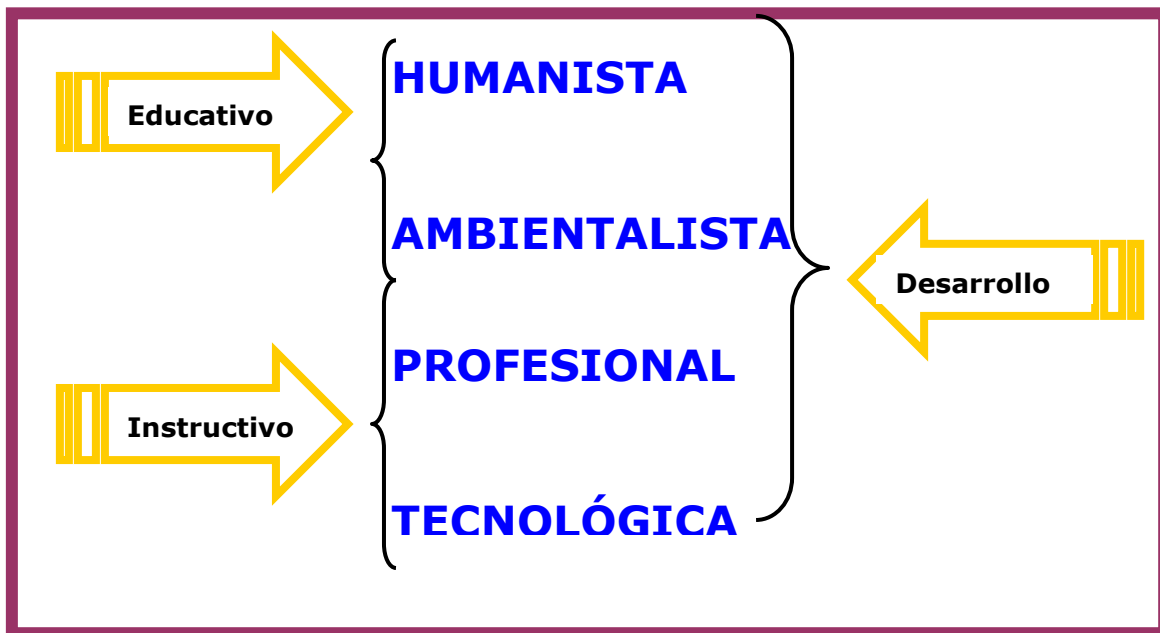 HUMANISTA
Educativo
AMBIENTALISTA
Desarrollo
PROFESIONAL
Instructivo
TECNOLÓGICA